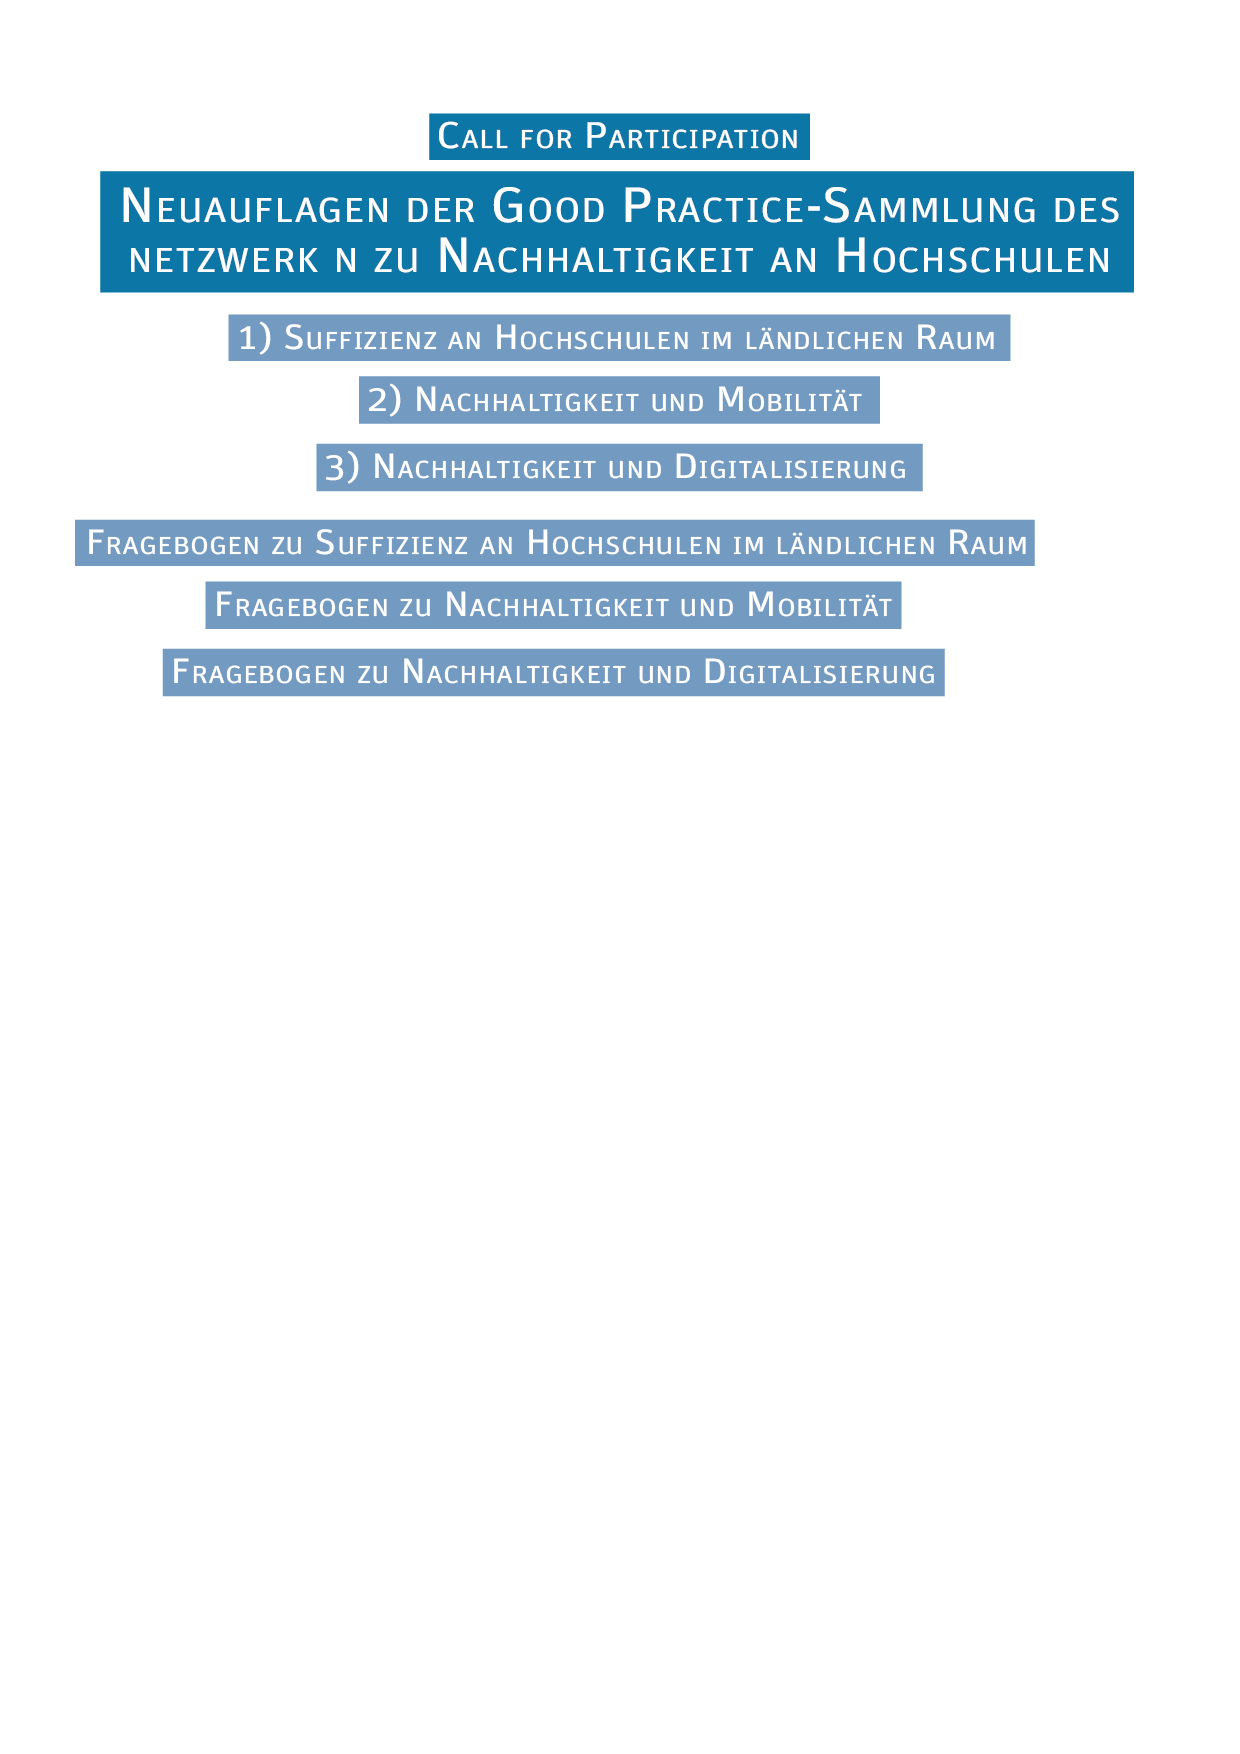 Call for Participation
Neuauflagen der Good Practice-Sammlung des
netzwerk n zu Nachhaltigkeit an Hochschulen
1) Suffizienz an Hochschulen im ländlichen Raum
2) Nachhaltigkeit und Mobilität
3) Nachhaltigkeit und Digitalisierung
Fragebogen zu Suffizienz an Hochschulen im ländlichen Raum
Fragebogen zu Nachhaltigkeit und Mobilität
Fragebogen zu Nachhaltigkeit und Digitalisierung